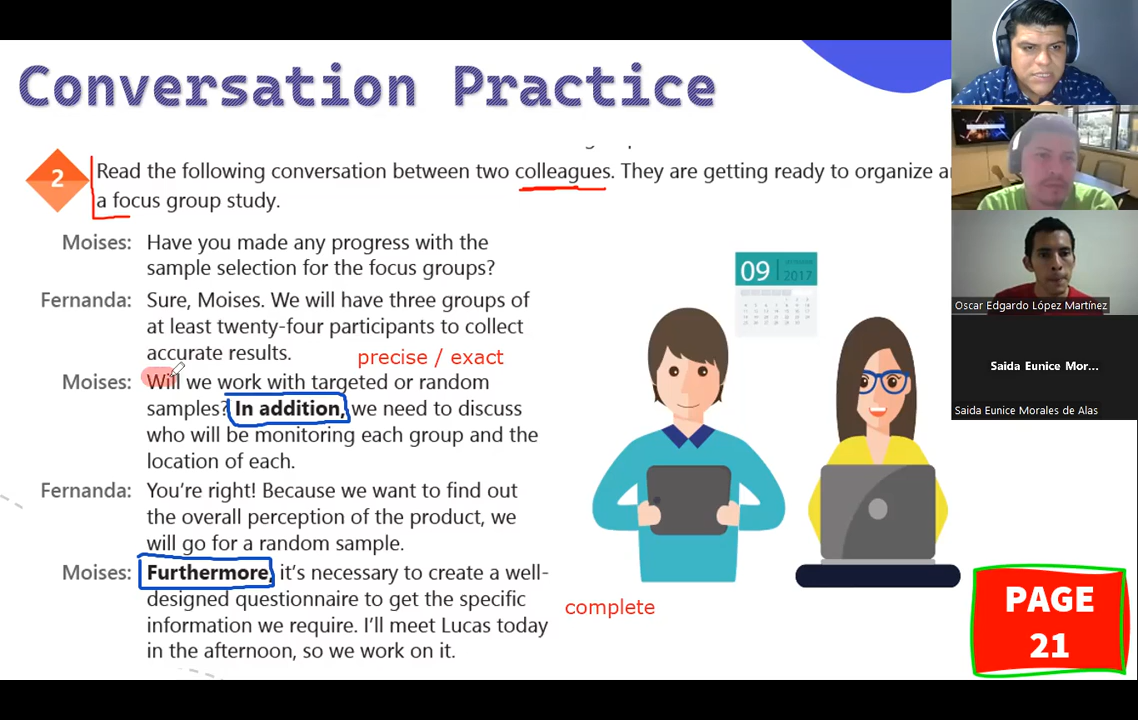 Conversation Practice
2
Read the following conversation between two colleagues. They are getting ready to organize
a focus group study.
Moises: Have you made any progress with the
sample selection for the focus groups?
Fernanda: Sure, Moises. We will have three groups of
at least twenty-four participants to collect
accurate results.
precise / exact
Moises: Will we work with targeted or random
samples? In addition, we need to discuss
who will be monitoring each group and the
location of each.
Fernanda: You're right! Because we want to find out
the overall perception of the product, we
will go for a random sample.
Moises: Furthermore, it's necessary to create a well-
designed questionnaire to get the specific
information we require. I'll meet Lucas today
in the afternoon, so we work on it.
complete
09
2017
PAGE
21
Oscar Edgardo López Martínez
Saida Eunice Mor...
Saida Eunice Morales de Alas